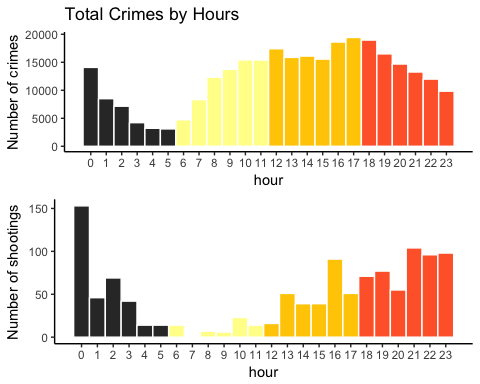 Total Crimes by Hours
Number of crimes
20000
15000
10000
5000
0
0 1 2 3 4 5 6 7 8 9 10 11 12 13 14 15 16 17 18 19 20 21 22 23
hour
Number of shootings
150
100
50
0
0 1 2 3 4 5 6 7 8 9 10 11 12 13 14 15 16 17 18 19 20 21 22 23
hour